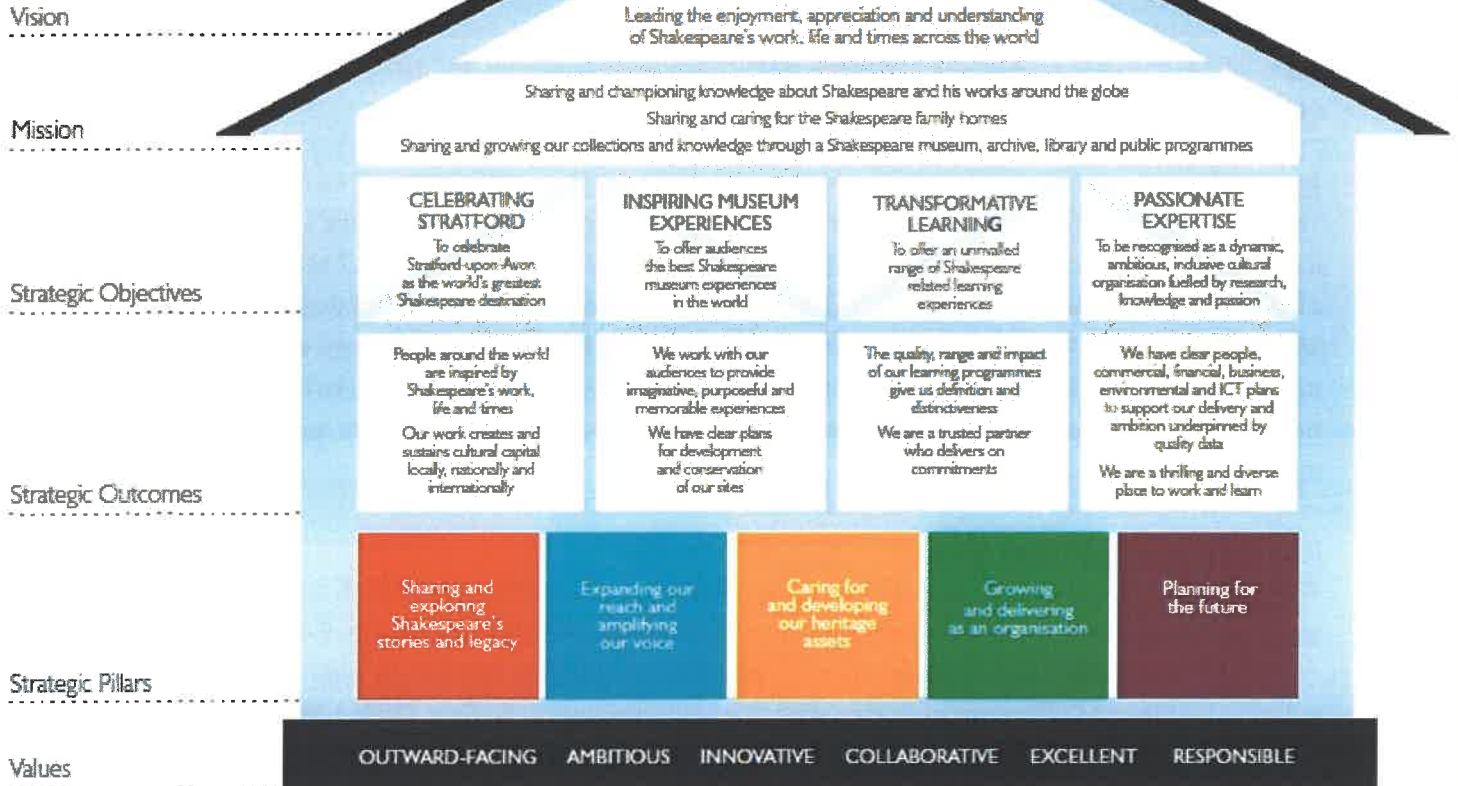 Vision
Leading the enjoyment, appreciation and understanding
of Shakespeare's work, life and times across the world
Mission
Sharing and championing knowledge about Shakespeare and his works around the globe
Sharing and caring for the Shakespeare family homes
Sharing and growing our collections and knowledge through a Shakespeare museum, archive, library and public programmes
Strategic Objectives
CELEBRATING
STRATFORD
To celebrate
Stratford-upon-Avon
as the world's greatest
Shakespeare destination
INSPIRING MUSEUM
EXPERIENCES
To offer audiences
the best Shakespeare
museum experiences
in the world
TRANSFORMATIVE
LEARNING
To offer an unrivalled
range of Shakespeare
related learning
experiences
PASSIONATE
EXPERTISE
To be recognised as a dynamic,
ambitious, inclusive cultural
organisation fuelled by research,
knowledge and passion
Strategic Outcomes
People around the world
are inspired by
Shakespeare's work,
life and times
Our work creates and
sustains cultural capital
locally, nationally and
internationally
We work with our
audiences to provide
imaginative, purposeful and
memorable experiences
We have clear plans
for development
and conservation
of our sites
The quality, range and impact
of our learning programmes
give us definition and
distinctiveness
We are a trusted partner
who delivers on
commitments
We have clear people,
commercial, financial, business,
environmental and ICT plans
to support our delivery and
ambition underpinned by
quality data
We are a thrilling and diverse
place to work and learn
Strategic Pillars
Sharing and
exploring
Shakespeare's
stories and legacy
Expanding our
reach and
amplifying
our voice
Caring for
and developing
our heritage
assets
Growing
and delivering
as an organisation
Planning for
the future
Values
OUTWARD-FACING AMBITIOUS INNOVATIVE COLLABORATIVE EXCELLENT RESPONSIBLE